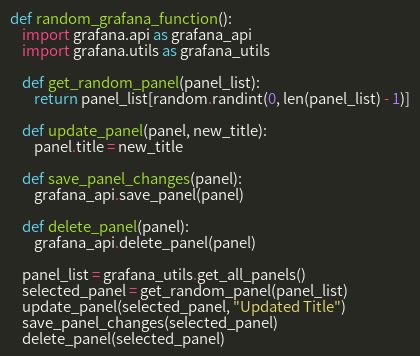 def random_grafana_function():
    import grafana.api as grafana_api
    import grafana.utils as grafana_utils

    def get_random_panel(panel_list):
        return panel_list[random.randint(0, len(panel_list) - 1)]

    def update_panel(panel, new_title):
        panel.title = new_title

    def save_panel_changes(panel):
        grafana_api.save_panel(panel)

    def delete_panel(panel):
        grafana_api.delete_panel(panel)

    panel_list = grafana_utils.get_all_panels()
    selected_panel = get_random_panel(panel_list)
    update_panel(selected_panel, "Updated Title")
    save_panel_changes(selected_panel)
    delete_panel(selected_panel)